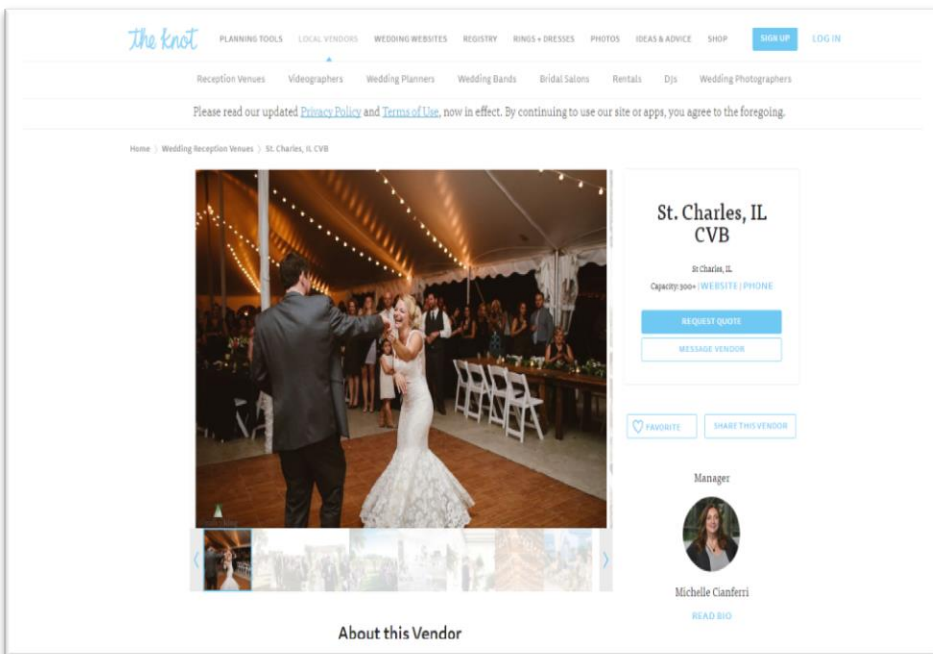 the knot PLANNING TOOLS LOCAL VENDORS WEDDING WEBSITES REGISTRY RINGS + DRESSES PHOTOS IDEAS & ADVICE SHOP SIGN UP LOG IN
Reception Venues Videographers Wedding Planners Wedding Bands Bridal Salons Rentals DJs Wedding Photographers
Please read our updated Privacy Policy and Terms of Use, now in effect. By continuing to use our site or apps, you agree to the foregoing.
Home > Wedding Reception Venues > St. Charles, IL CVB
St. Charles, IL
CVB
St Charles, IL
Capacity: 300+ | WEBSITE | PHONE
REQUEST QUOTE
MESSAGE VENDOR
FAVORITE SHARE THIS VENDOR
Manager
Michelle Cianferri
READ BIO
About this Vendor